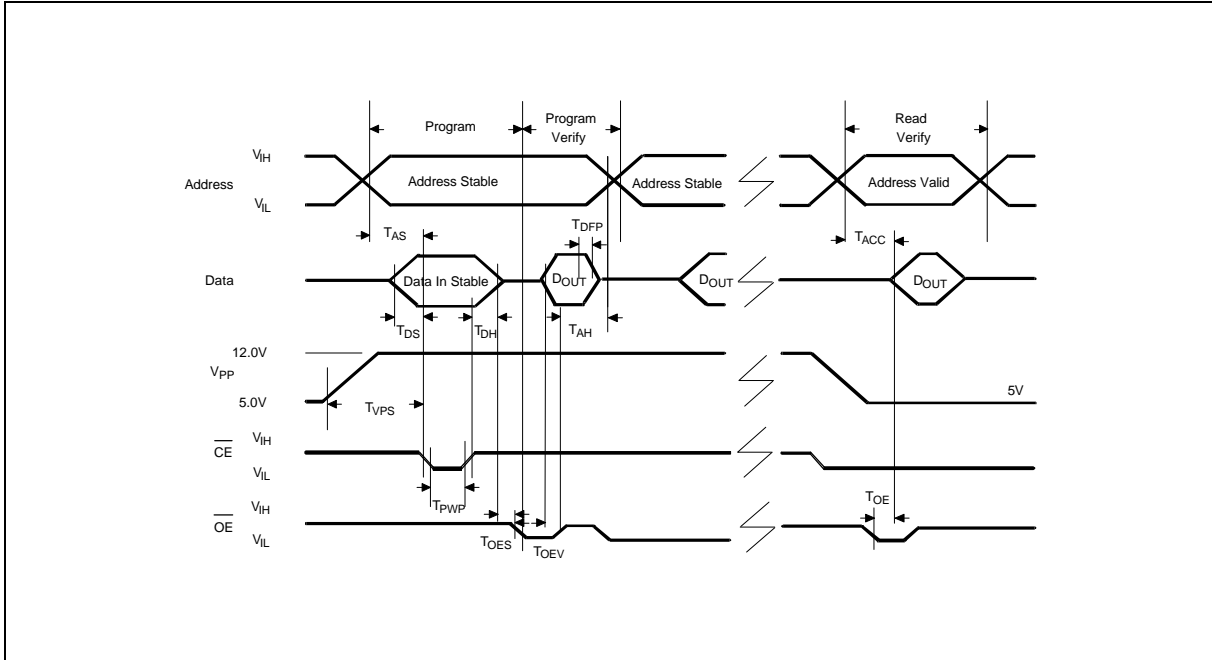 Program
Program
Verify
Read
Verify
VIH
Address
VIL
Address Stable
Address Stable
Address Valid
TAS
TDFP
TACC
Data
Data In Stable
DOUT
DOUT
DOUT
TDS
TDH
TAH
12.0V
VPP
5.0V
TVPS
5V
CE
VIH
VIL
TPWP
TOE
VIH
OE
VIL
TOES
TOEV